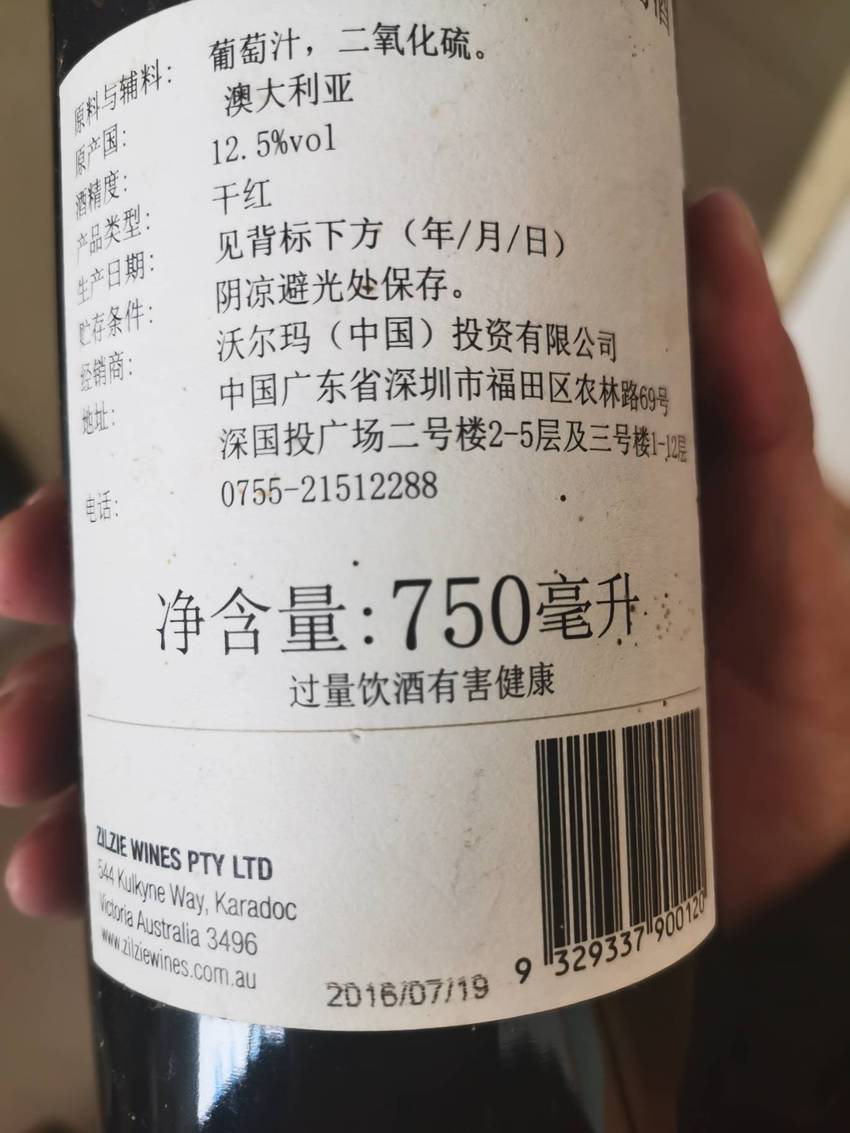 原料与辅料: 葡萄汁，二氧化硫。
原产国: 澳大利亚
酒精度: 12.5%vol
产品类型: 干红
生产日期: 见背标下方（年/月/日）
贮存条件: 阴凉避光处保存。
经销商: 沃尔玛（中国）投资有限公司
地址: 中国广东省深圳市福田区农林路69号
深国投广场二号楼2-5层及三号楼1-12层
电话: 0755-21512288
净含量:750毫升
过量饮酒有害健康
ZILZIE WINES PTY LTD
544 Kulkyne Way, Karadoc
Victoria Australia 3496
www.zilziewines.com.au
2016/07/19
9 329337 900120